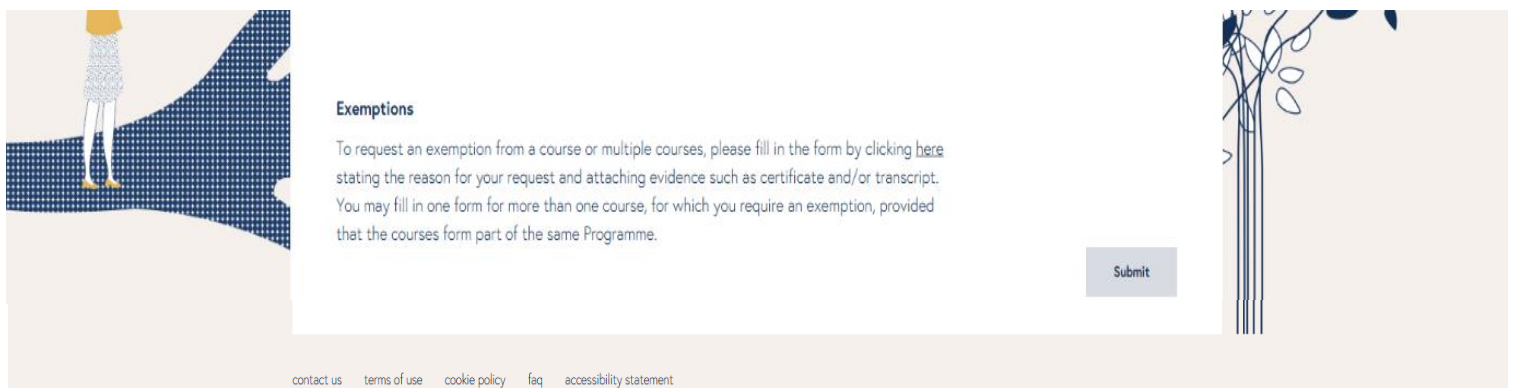 Exemptions
To request an exemption from a course or multiple courses, please fill in the form by clicking here
stating the reason for your request and attaching evidence such as certificate and/or transcript.
You may fill in one form for more than one course, for which you require an exemption, provided
that the courses form part of the same Programme.
Submit
contact us terms of use cookie policy faq accessibility statement